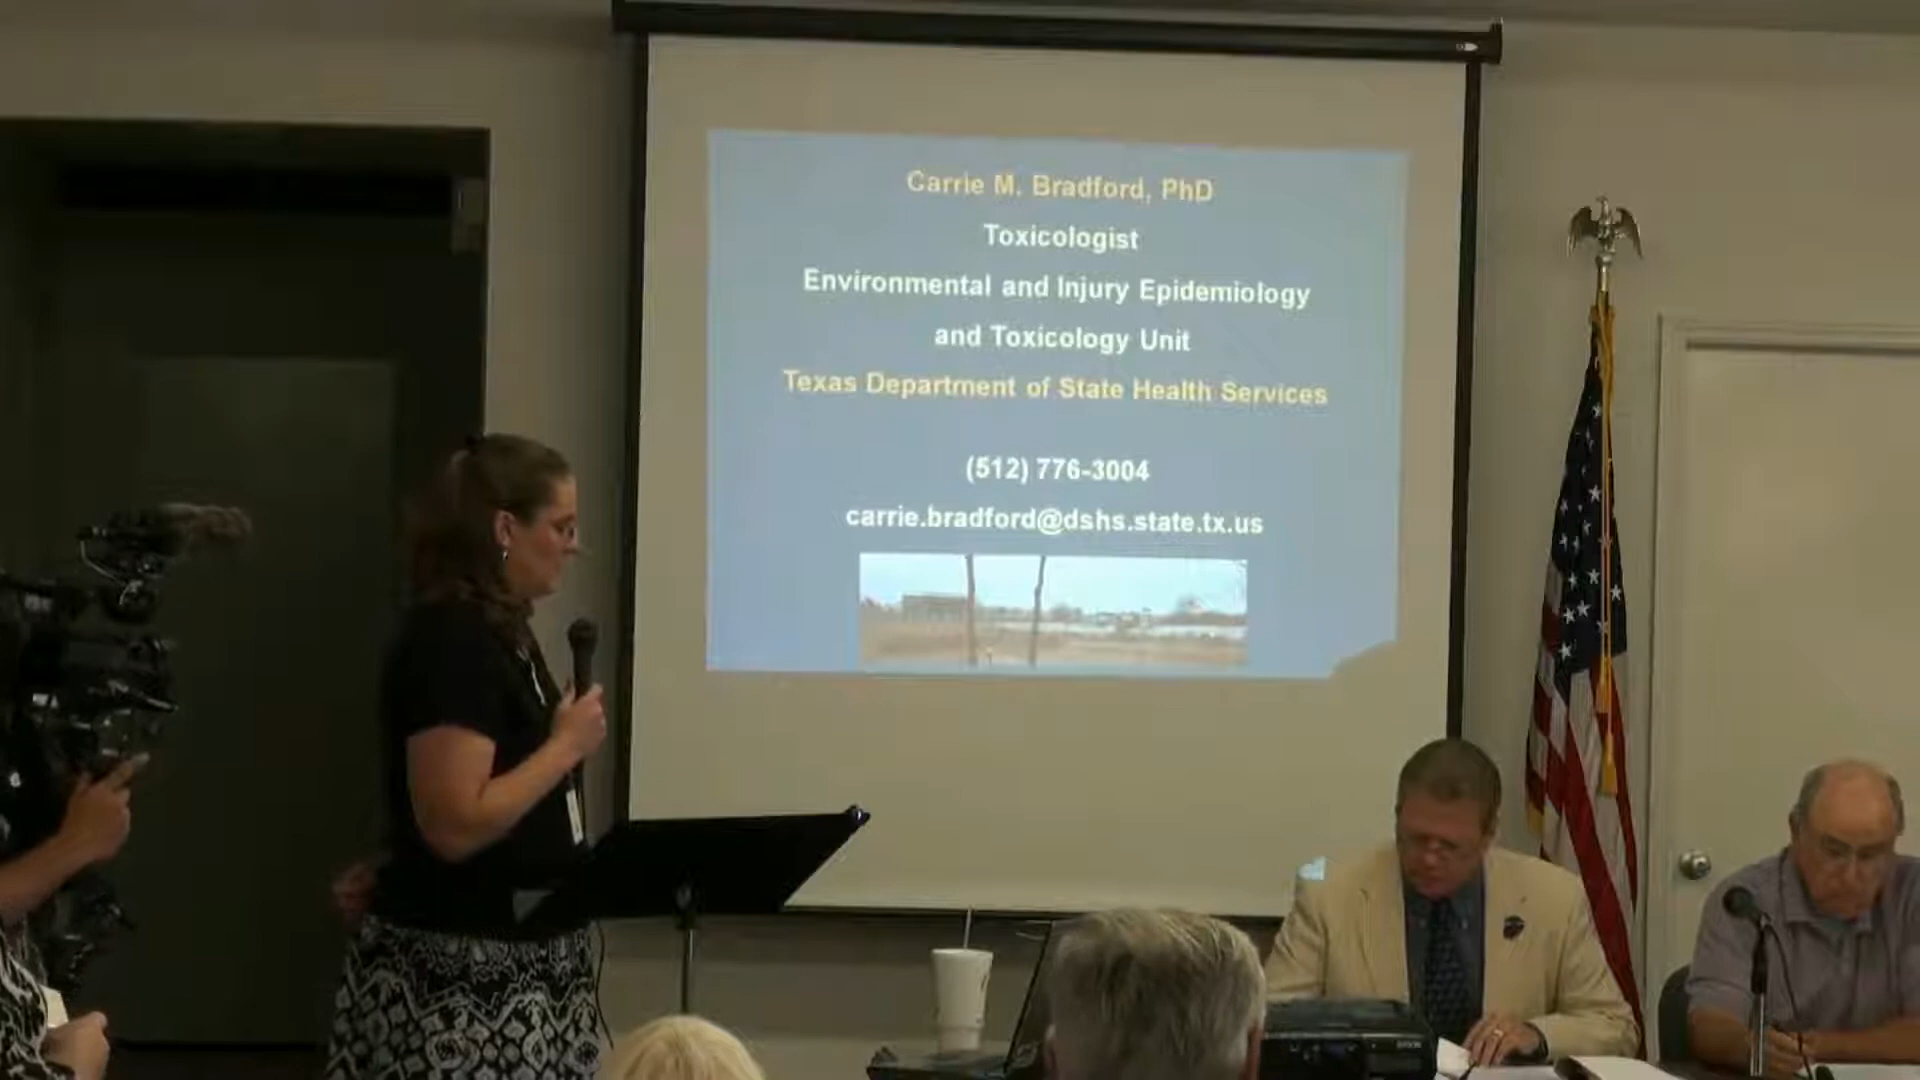 Carrie M. Bradford, PhD
Toxicologist
Environmental and Injury Epidemiology
and Toxicology Unit
Texas Department of State Health Services
(512) 776-3004
carrie.bradford@dshs.state.tx.us
EPSON